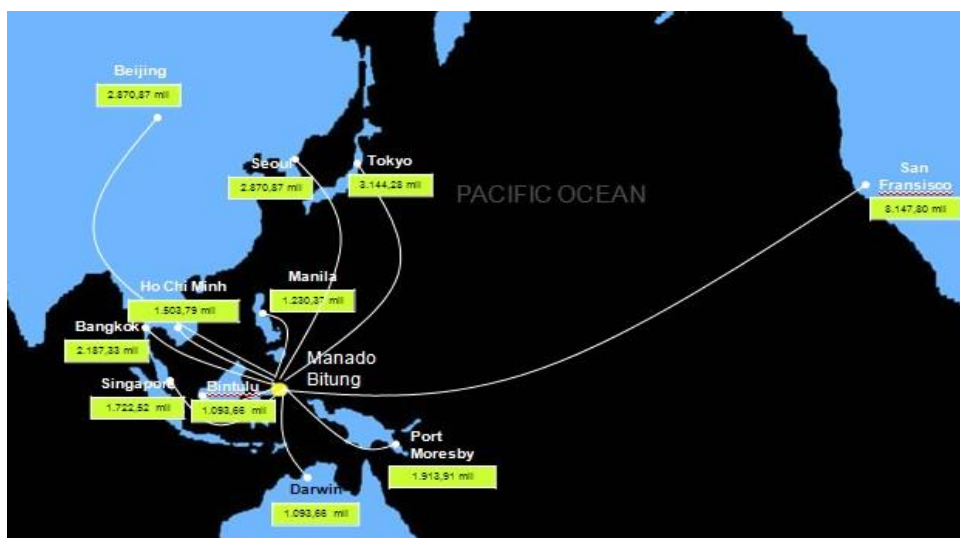 Beijing
2.870,87 mil
Seoul
2.870,87 mil
Tokyo
3.144,28 mil
PACIFIC OCEAN
San
Fransisco
8.147,80 mil
Ho Chi Minh
1.503,79 mil
Manila
1.230,37 mil
Bangkok
2.187,33 mil
Manado
Bitung
Singapore
1.722,52 mil
Bintulu
1.093,66 mil
Port
Moresby
1.913,91 mil
Darwin
1.093,66 mil